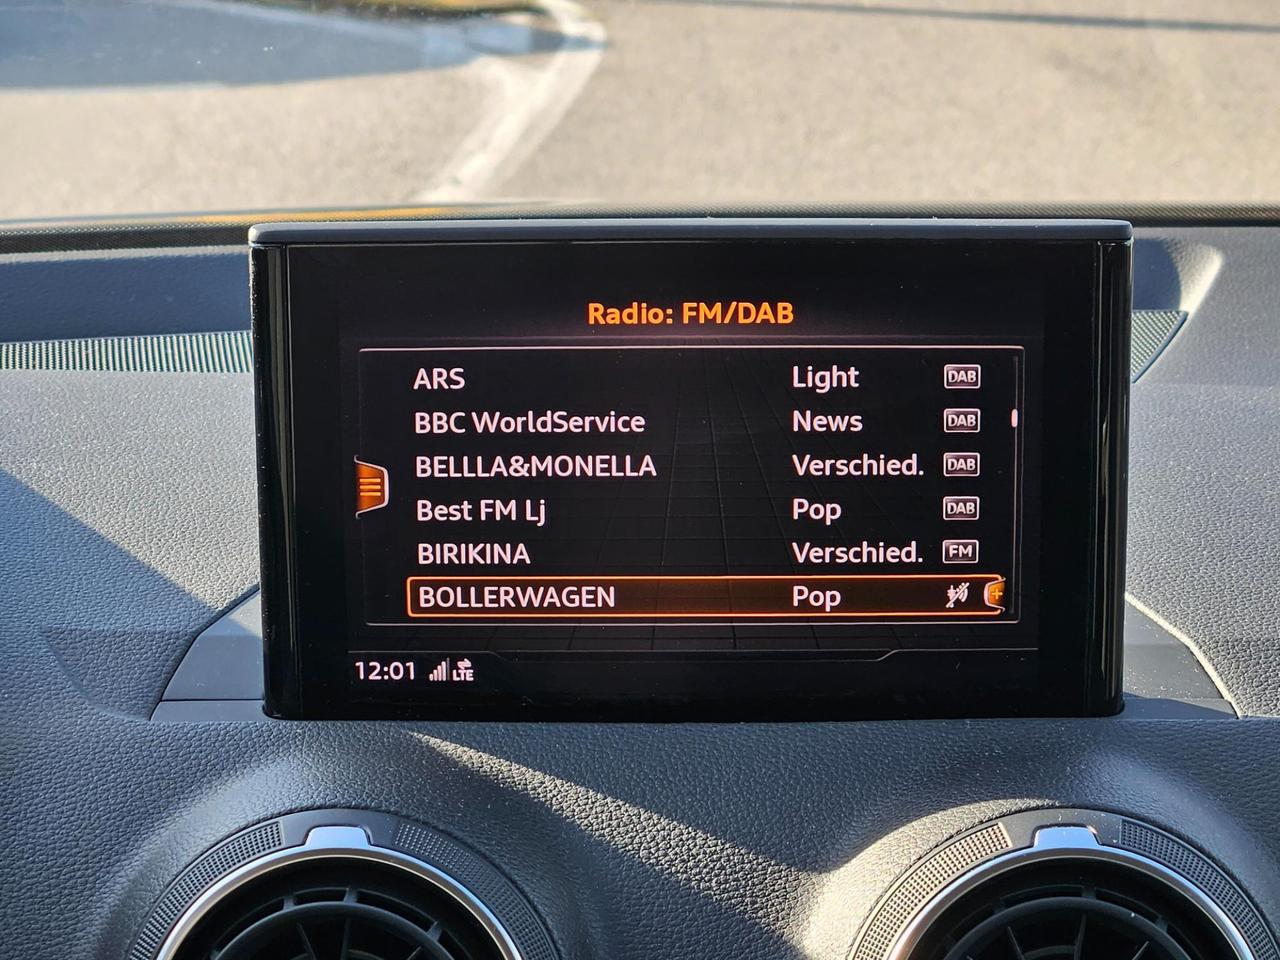 Radio: FM/DAB
ARS Light DAB
BBC WorldService News DAB
BELLLA&MONELLA Verschied. DAB
Best FM Lj Pop DAB
BIRIKINA Verschied. FM
BOLLERWAGEN Pop
12:01 LTE